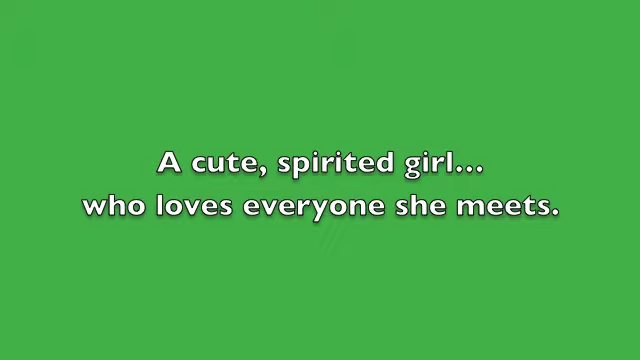 A cute, spirited girl...
who loves everyone she meets.